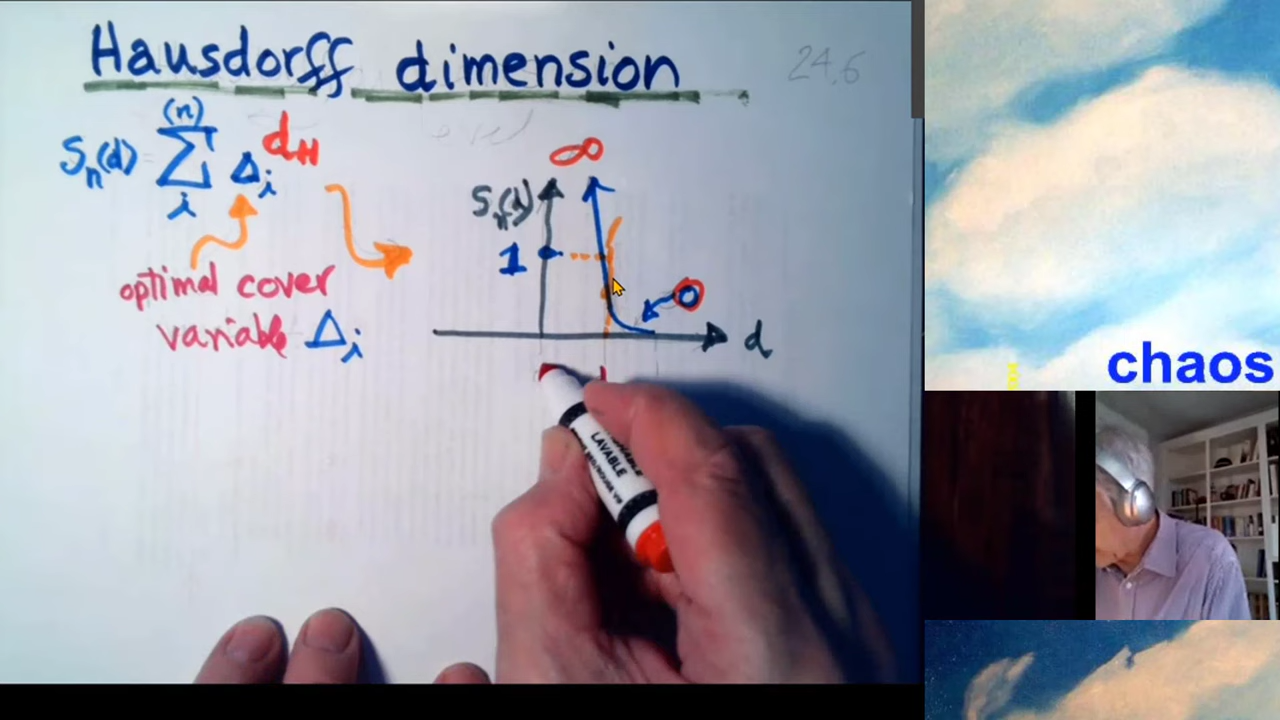 Hausdorff dimension
24.6
(n)
Sₙ(d) = Σ Δᵢ dH
i
∞
Sₙ(d)
1
0
d
optimal cover
variable Δᵢ
LAVABLE
chaos